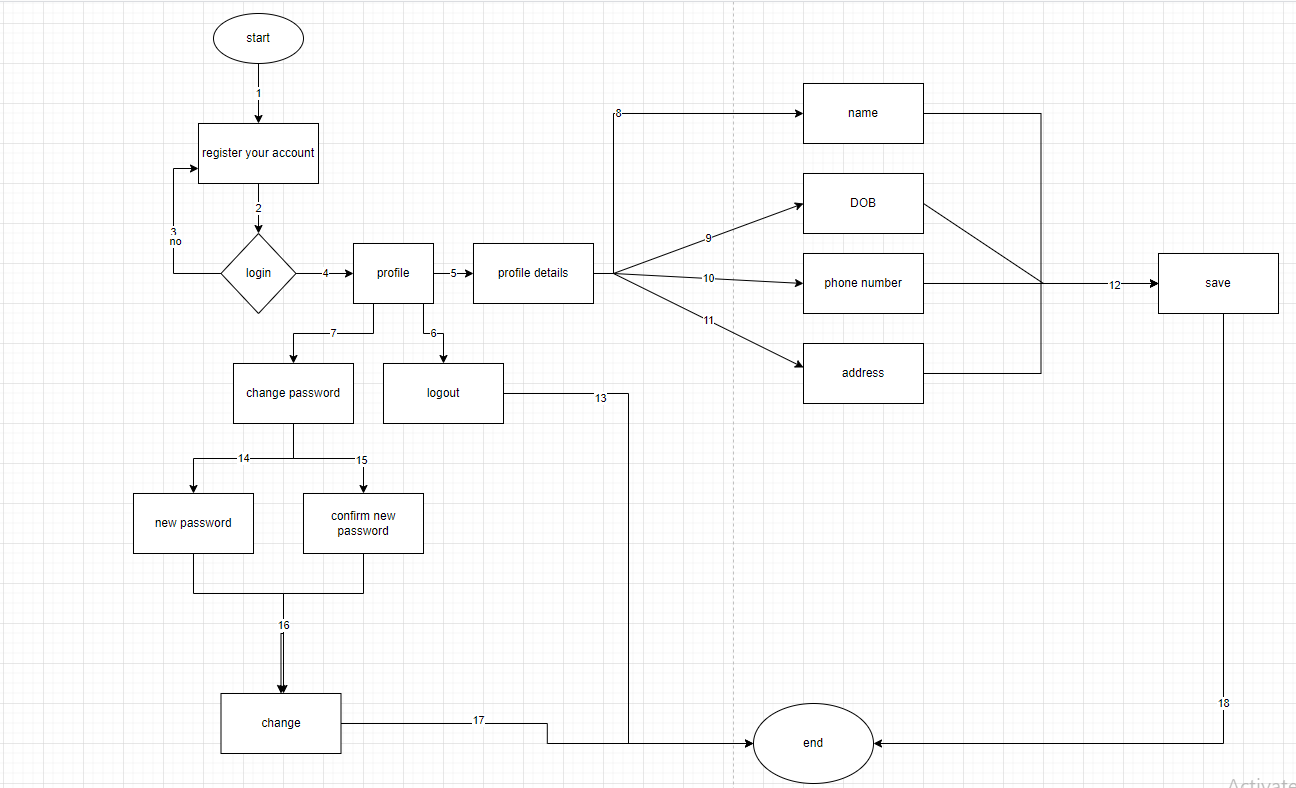 start
1
register your account
2
3
no
login
4
profile
5
profile details
8
name
9
DOB
10
phone number
11
address
12
save
7
6
change password
logout
13
14
15
new password
confirm new
password
16
change
17
18
end
Activate